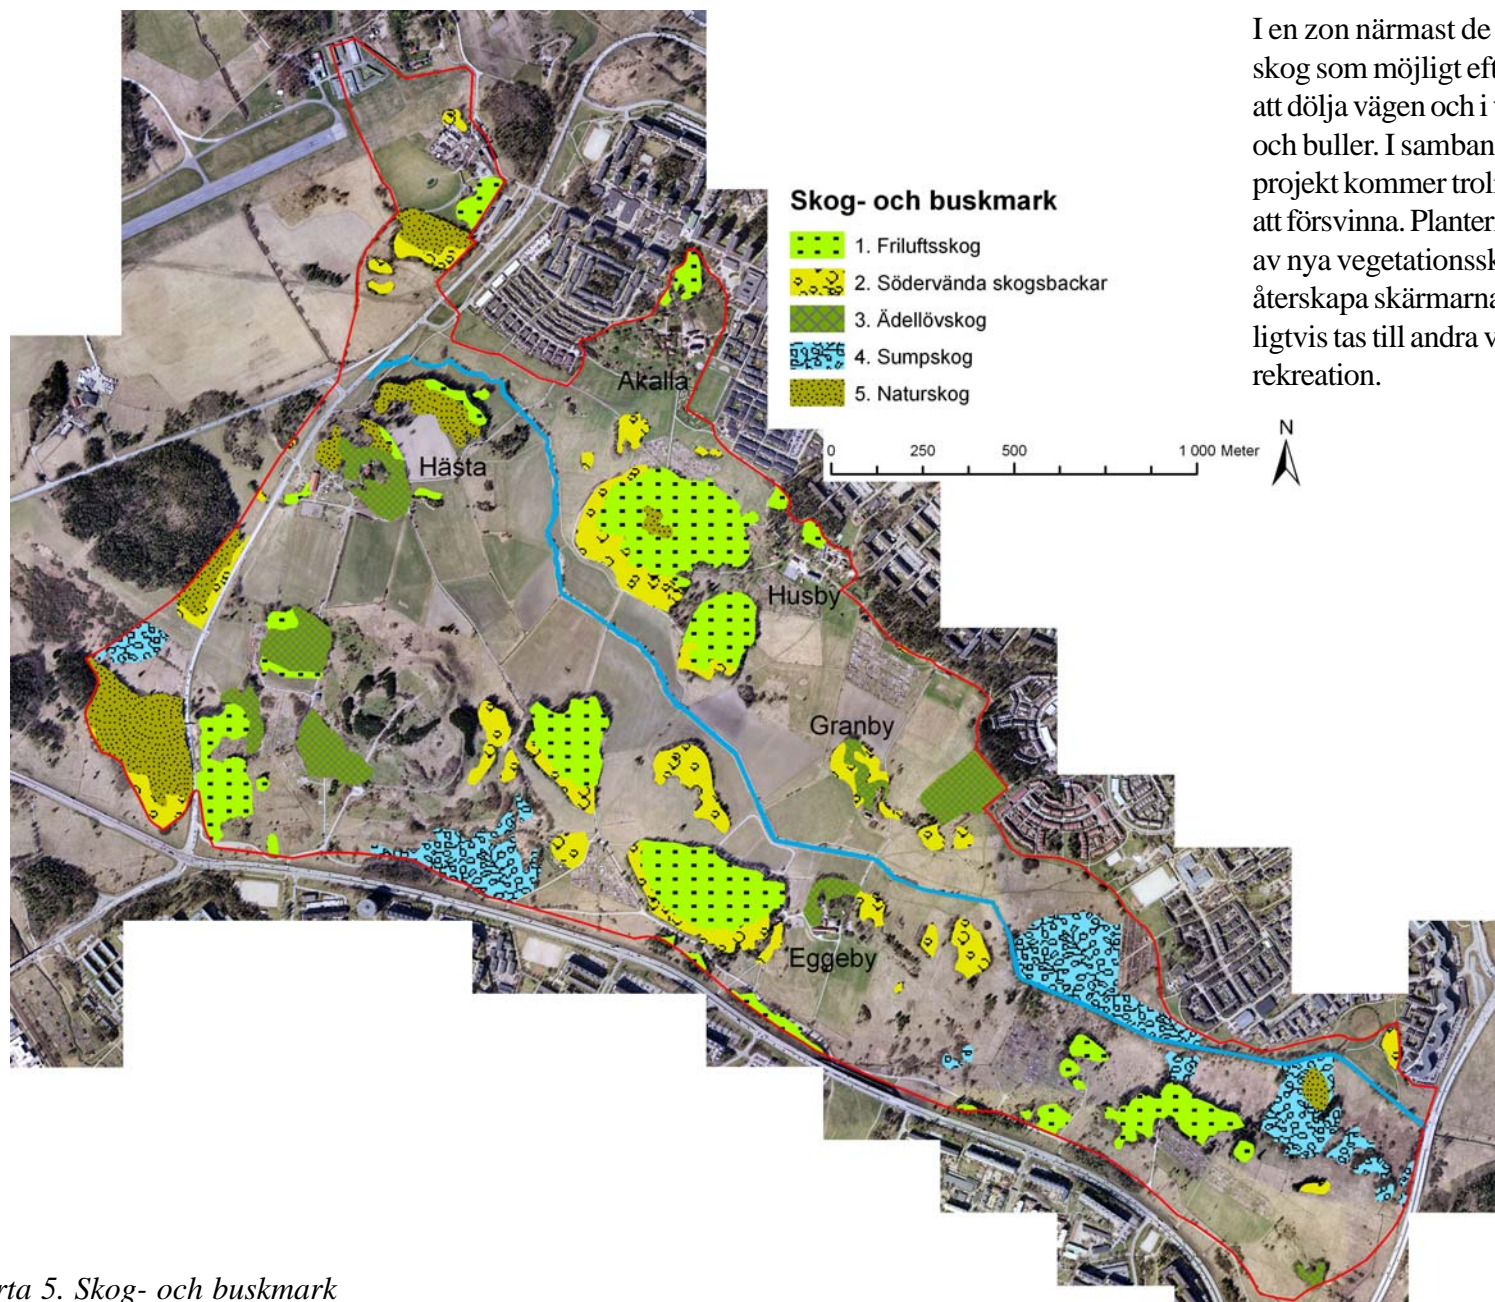 I en zon närmast de
skog som möjligt eft
att dölja vägen och i v
och buller. I samban
projekt kommer troli
att försvinna. Planter
av nya vegetationssk
återskapa skärmarna
ligtvis tas till andra v
rekreation.
Skog- och buskmark
1. Friluftsskog
2. Södervända skogsbackar
3. Ädellövskog
4. Sumpskog
5. Naturskog
N
0 250 500 1 000 Meter
Akalla
Hästa
Husby
Granby
Eggeby
rta 5. Skog- och buskmark